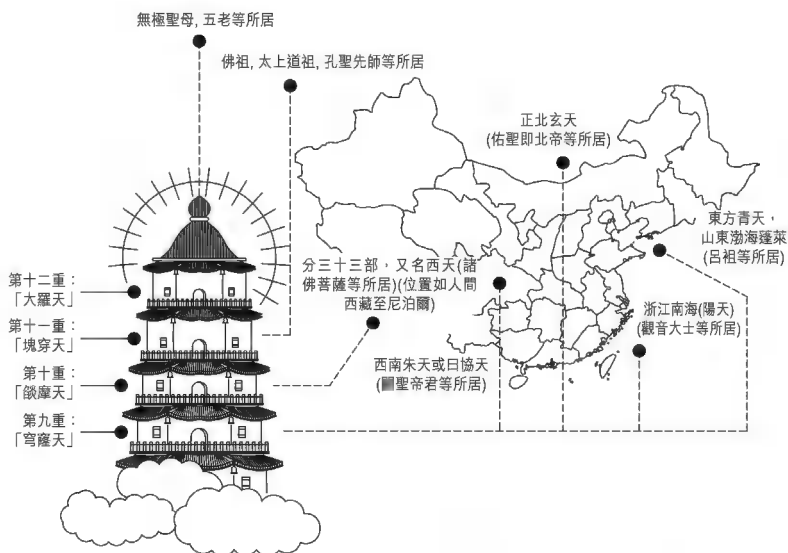 無極聖母, 五老等所居
佛祖, 太上道祖, 孔聖先師等所居
正北玄天
(佑聖即北帝等所居)
東方青天，
山東渤海蓬萊
(呂祖等所居)
分三十三部，又名西天(諸
佛菩薩等所居)(位置如人間
西藏至尼泊爾)
浙江南海(陽天)
(觀音大士等所居)
西南朱天或曰協天
(聖帝君等所居)
第十二重：
「大羅天」
第十一重：
「塊穿天」
第十重：
「燄摩天」
第九重：
「穹窿天」